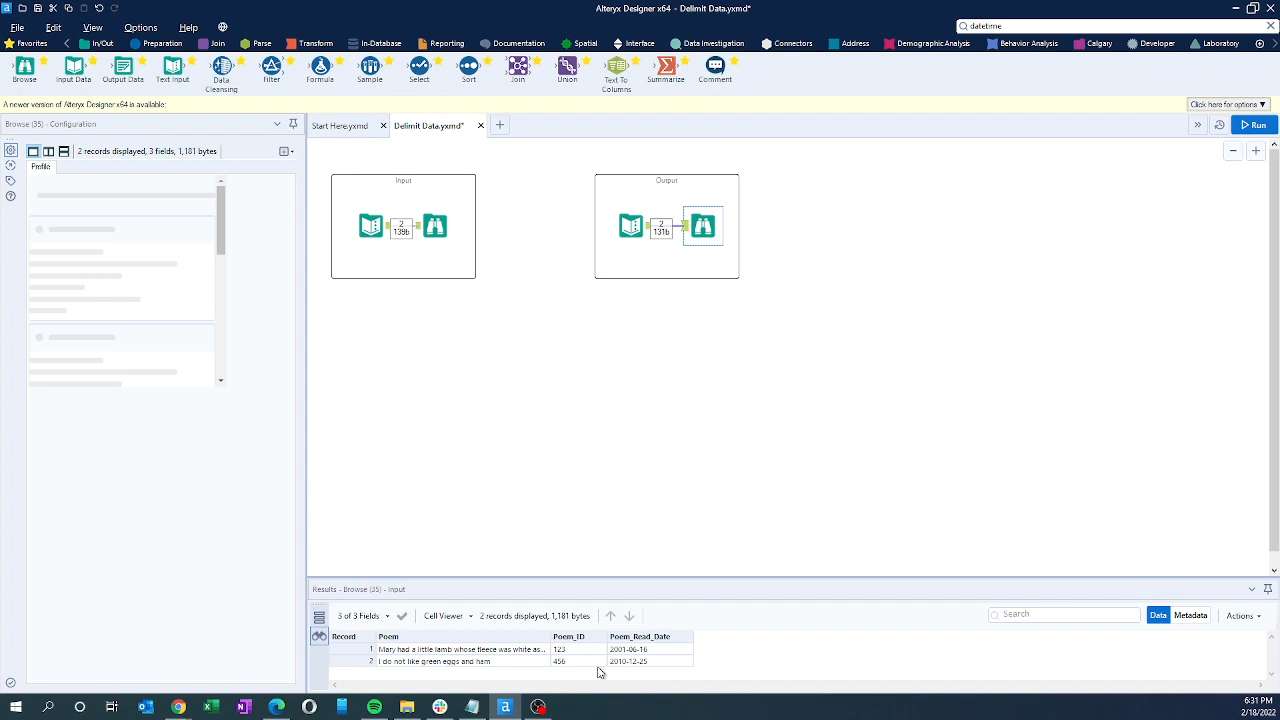 Alteryx Designer x64 - Delimit Data.yxmd*
File Edit View Options Help
datetime
Favorites In/Out Preparation Join Parse Transform In-Database Reporting Documentation Spatial Interface Data Investigation Connectors Address Demographic Analysis Behavior Analysis Calgary Developer Laboratory
Browse Input Data Output Data Text Input Data Cleansing Filter Formula Sample Select Sort Join Union Text To Columns Summarize Comment
A newer version of Alteryx Designer x64 is available:
Click here for options ▼
Browse (35) - Configuration
Start Here.yxmd
Delimit Data.yxmd*
Run
2 records displayed, 3 fields, 1,181 bytes
Profile
Input
2
139b
Output
2
131b
Results - Browse (35) - Input
3 of 3 Fields Cell Viewer 2 records displayed, 1,181 bytes Search Data Metadata Actions
Record Poem Poem_ID Poem_Read_Date
1 Mary had a little lamb whose fleece was white as... 123 2001-06-16
2 I do not like green eggs and ham 456 2010-12-25
6:31 PM
2/18/2022